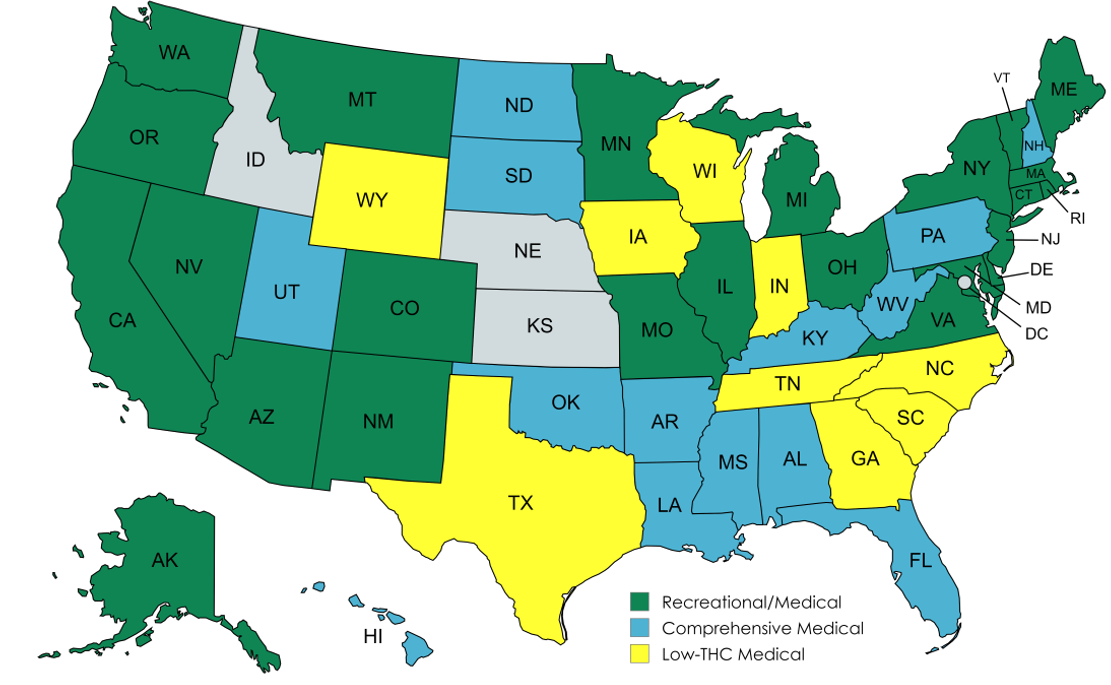 WA
MT
ND
MN
VT
ME
OR
ID
SD
WI
NH
NY
MA
CT
RI
WY
MI
IA
PA
NJ
NE
NV
UT
CO
IL
IN
OH
DE
MD
DC
WV
VA
CA
KS
MO
KY
NC
TN
AZ
NM
OK
AR
SC
MS
AL
GA
TX
LA
FL
AK
HI
Recreational/Medical
Comprehensive Medical
Low-THC Medical